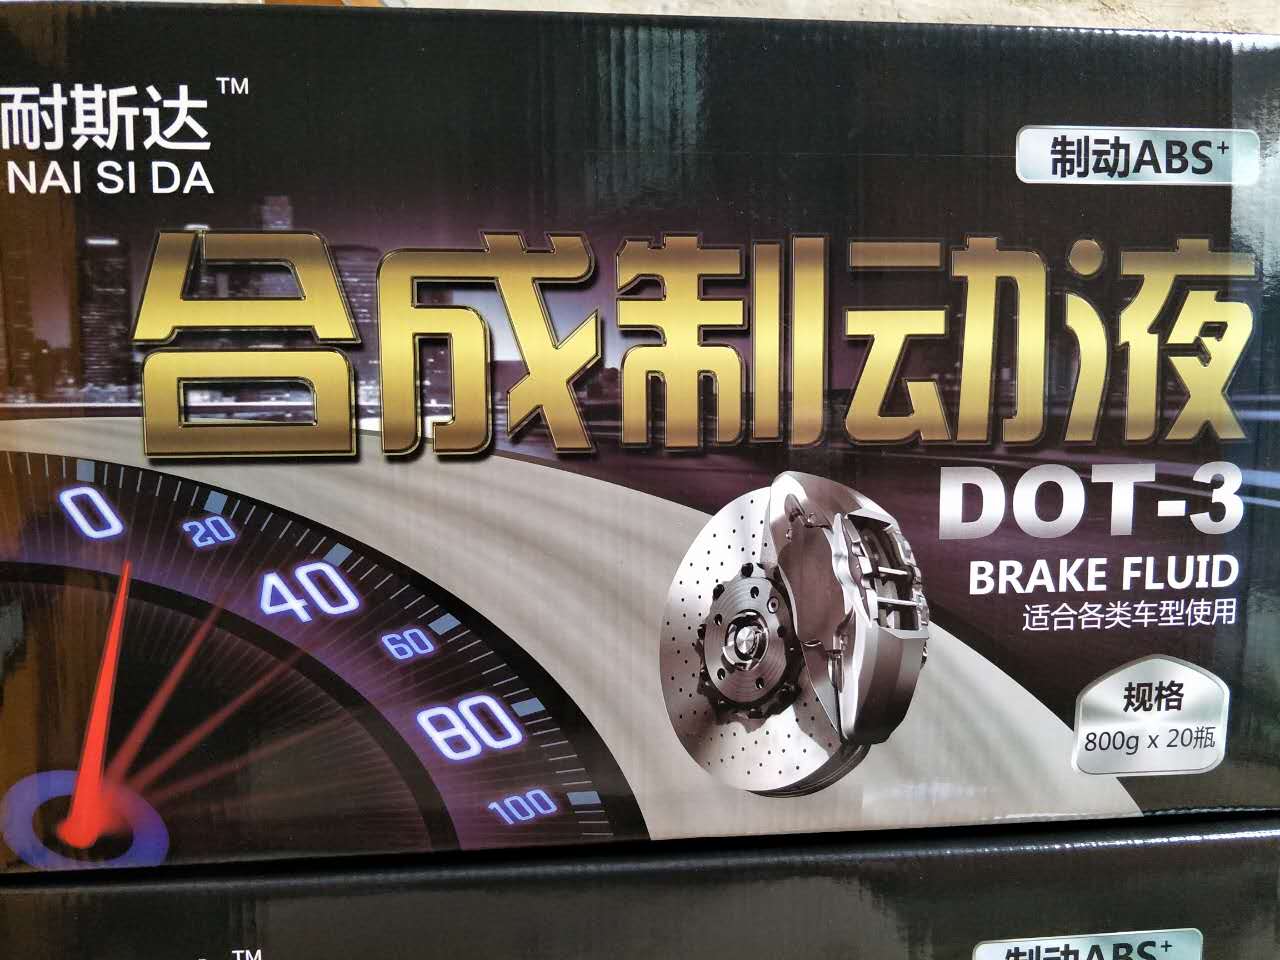 耐斯达™
NAI SI DA
制动ABS⁺
合成制动液
DOT-3
BRAKE FLUID
适合各类车型使用
0
20
40
60
80
100
规格
800g x 20瓶
™
制动ABS⁺